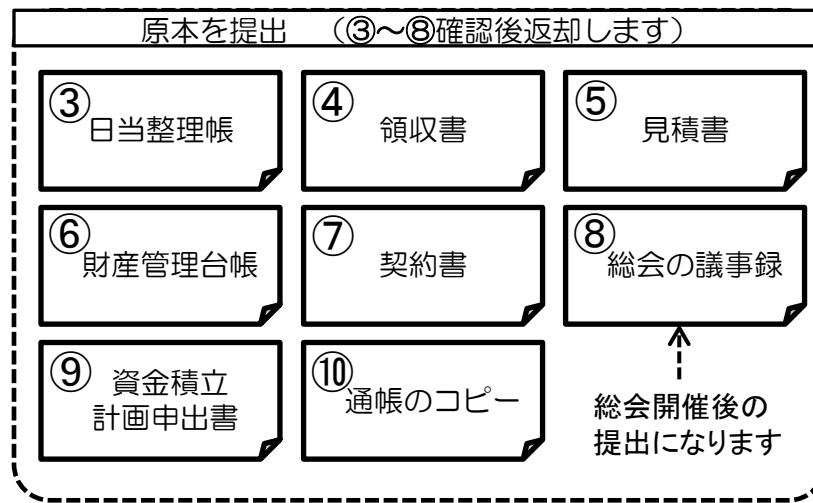 原本を提出　（③～⑧確認後返却します）
③
日当整理帳
④
領収書
⑤
見積書
⑥
財産管理台帳
⑦
契約書
⑧
総会の議事録
⑨
資金積立
計画申出書
⑩
通帳のコピー
総会開催後の
提出になります